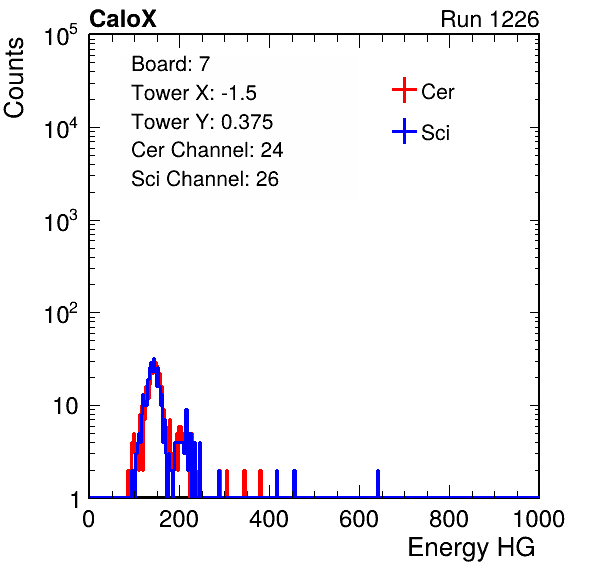 CaloX Run 1226
Counts
Board: 7
Tower X: -1.5
Tower Y: 0.375
Cer Channel: 24
Sci Channel: 26
Cer
Sci
10^5
10^4
10^3
10^2
10
1
0 200 400 600 800 1000
Energy HG